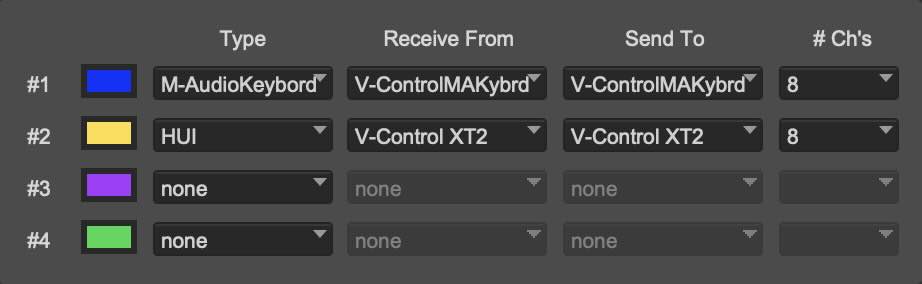 Type Receive From Send To # Ch's
#1 M-AudioKeybord V-ControlMAKybrd V-ControlMAKybrd 8
#2 HUI V-Control XT2 V-Control XT2 8
#3 none none none
#4 none none none